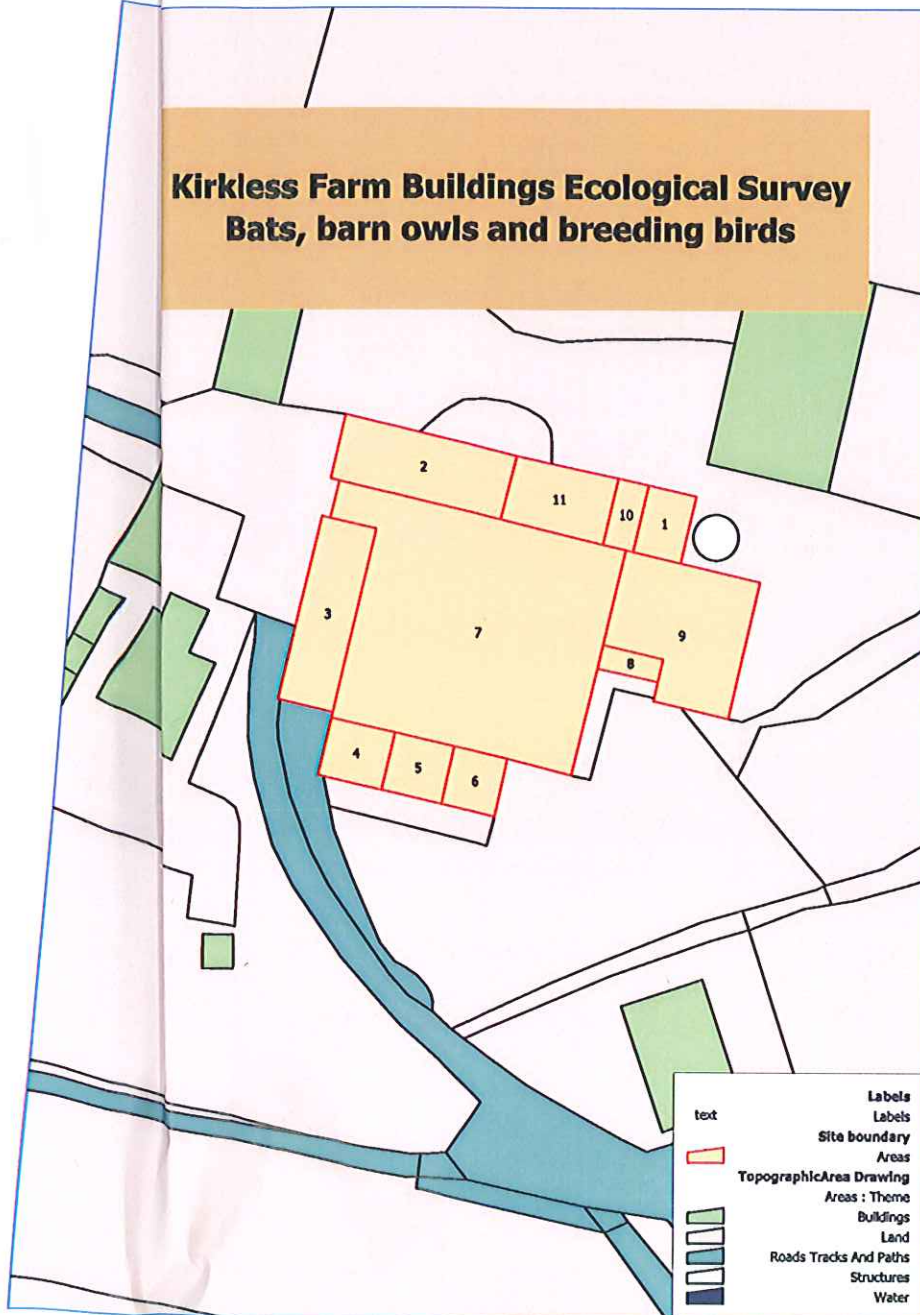 Kirkless Farm Buildings Ecological Survey
Bats, barn owls and breeding birds
2
11
10
1
3
7
9
8
4
5
6
Labels
text
Labels
Site boundary
Areas
TopographicArea Drawing
Areas : Theme
Buildings
Land
Roads Tracks And Paths
Structures
Water